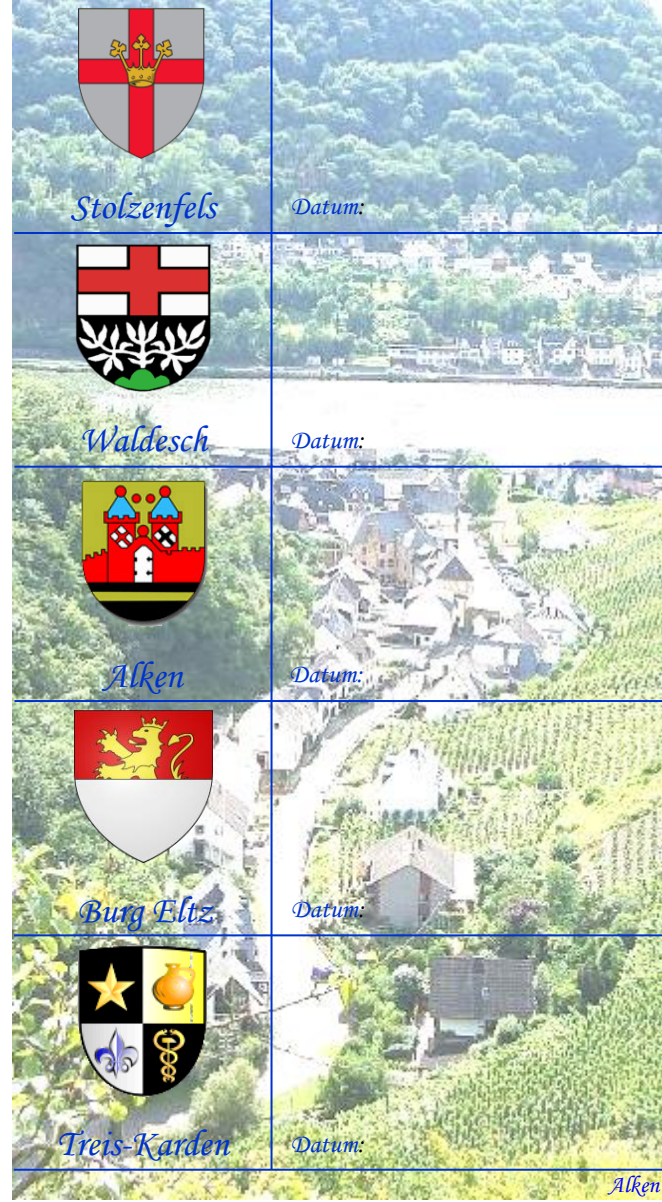 Stolzenfels Datum:
Waldesch Datum:
Alken Datum:
Burg Eltz Datum:
Treis-Karden Datum:
Alken